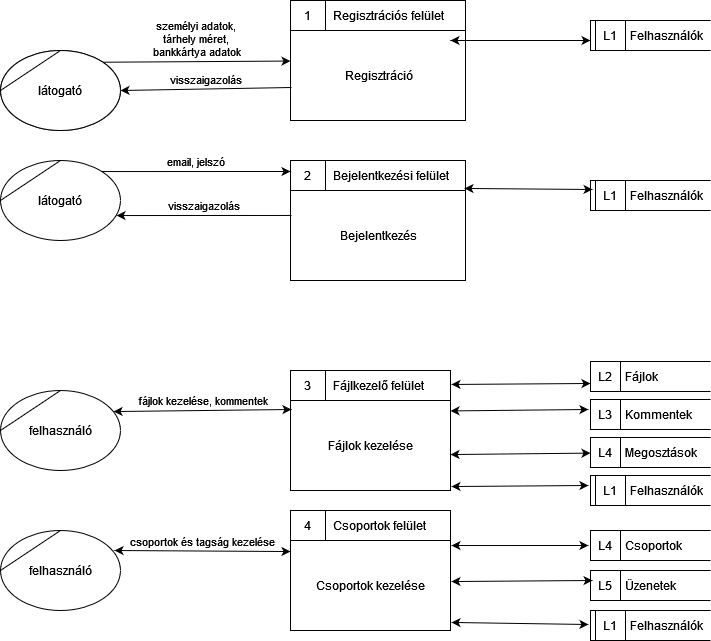 személyi adatok,
tárhely méret,
bankkártya adatok
látogató
visszaigazolás
1 Regisztrációs felület
Regisztráció
L1 Felhasználók
email, jelszó
látogató
visszaigazolás
2 Bejelentkezési felület
Bejelentkezés
L1 Felhasználók
fájlok kezelése, kommentek
felhasználó
3 Fájlkezelő felület
Fájlok kezelése
L2 Fájlok
L3 Kommentek
L4 Megosztások
L1 Felhasználók
csoportok és tagság kezelése
felhasználó
4 Csoportok felület
Csoportok kezelése
L4 Csoportok
L5 Üzenetek
L1 Felhasználók